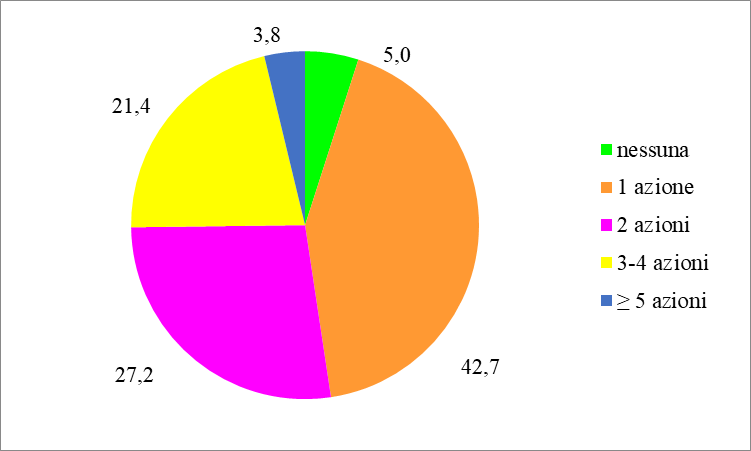 3,8
5,0
21,4
nessuna
1 azione
2 azioni
3-4 azioni
≥ 5 azioni
27,2
42,7